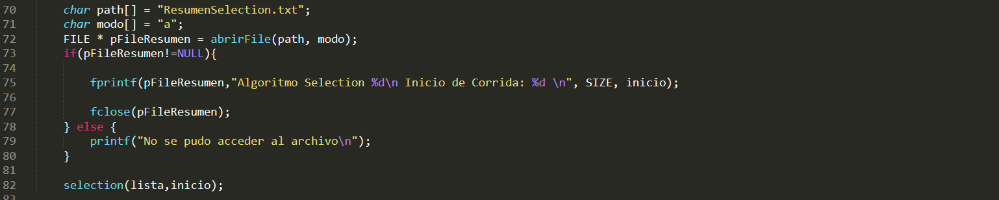 70 char path[] = "ResumenSelection.txt";
71 char modo[] = "a";
72 FILE * pFileResumen = abrirFile(path, modo);
73 if(pFileResumen!=NULL){
74
75 fprintf(pFileResumen,"Algoritmo Selection %d\n Inicio de Corrida: %d \n", SIZE, inicio);
76
77 fclose(pFileResumen);
78 } else {
79 printf("No se pudo acceder al archivo\n");
80 }
81
82 selection(lista,inicio);
83